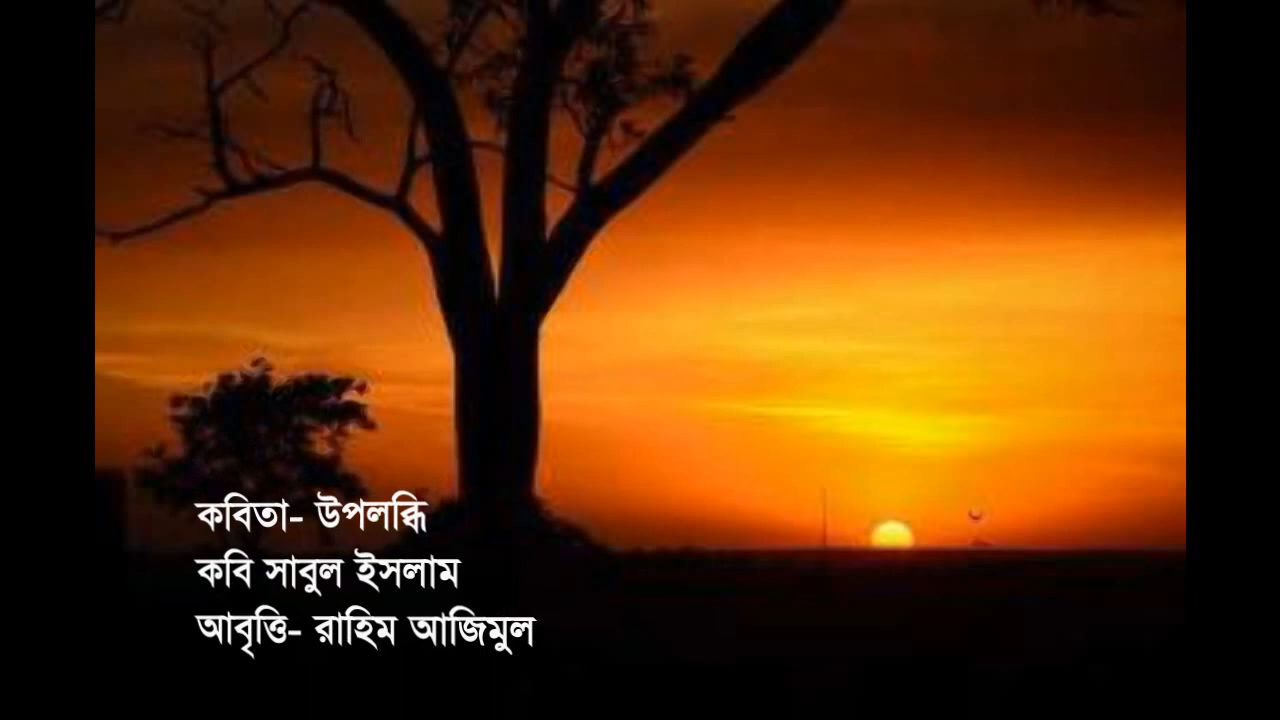 কবিতা- উপলব্ধি
কবি সাবুল ইসলাম
আবৃত্তি- রাহিম আজিমুল